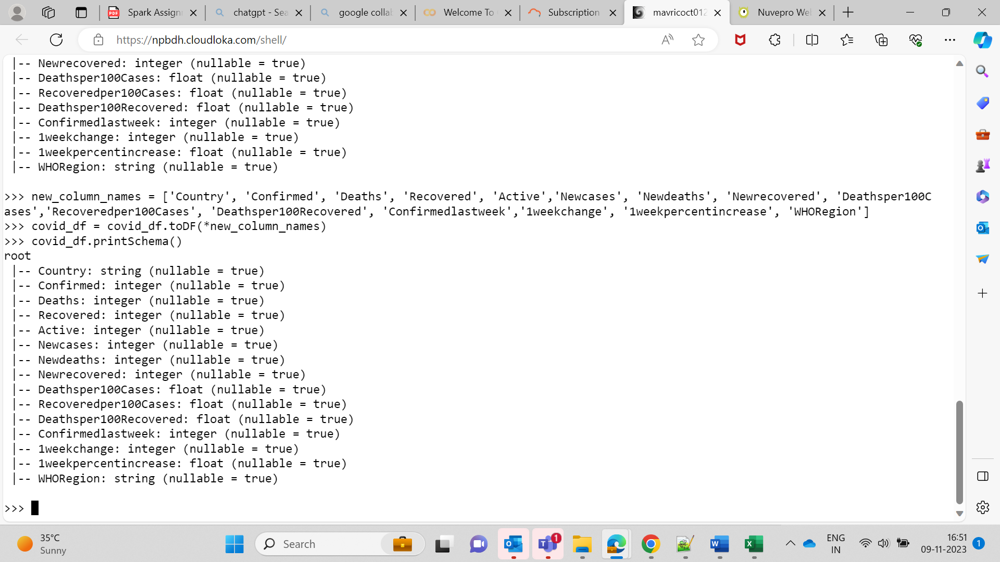 PDF
Spark Assignr
chatgpt - Sea
google collab
Welcome To
Subscription
mavricoct012
Nuvepro Wel
https://npbdh.cloudloka.com/shell/
|-- Newrecovered: integer (nullable = true)
|-- Deathsper100Cases: float (nullable = true)
|-- Recoveredper100Cases: float (nullable = true)
|-- Deathsper100Recovered: float (nullable = true)
|-- Confirmedlastweek: integer (nullable = true)
|-- 1weekchange: integer (nullable = true)
|-- 1weekpercentincrease: float (nullable = true)
|-- WHORegion: string (nullable = true)
>>> new_column_names = ['Country', 'Confirmed', 'Deaths', 'Recovered', 'Active','Newcases', 'Newdeaths', 'Newrecovered', 'Deathsper100C
ases','Recoveredper100Cases', 'Deathsper100Recovered', 'Confirmedlastweek','1weekchange', '1weekpercentincrease', 'WHORegion']
>>> covid_df = covid_df.toDF(*new_column_names)
>>> covid_df.printSchema()
root
|-- Country: string (nullable = true)
|-- Confirmed: integer (nullable = true)
|-- Deaths: integer (nullable = true)
|-- Recovered: integer (nullable = true)
|-- Active: integer (nullable = true)
|-- Newcases: integer (nullable = true)
|-- Newdeaths: integer (nullable = true)
|-- Newrecovered: integer (nullable = true)
|-- Deathsper100Cases: float (nullable = true)
|-- Recoveredper100Cases: float (nullable = true)
|-- Deathsper100Recovered: float (nullable = true)
|-- Confirmedlastweek: integer (nullable = true)
|-- 1weekchange: integer (nullable = true)
|-- 1weekpercentincrease: float (nullable = true)
|-- WHORegion: string (nullable = true)
>>>
35°C
Sunny
Search
1
ENG
IN
16:51
09-11-2023
1